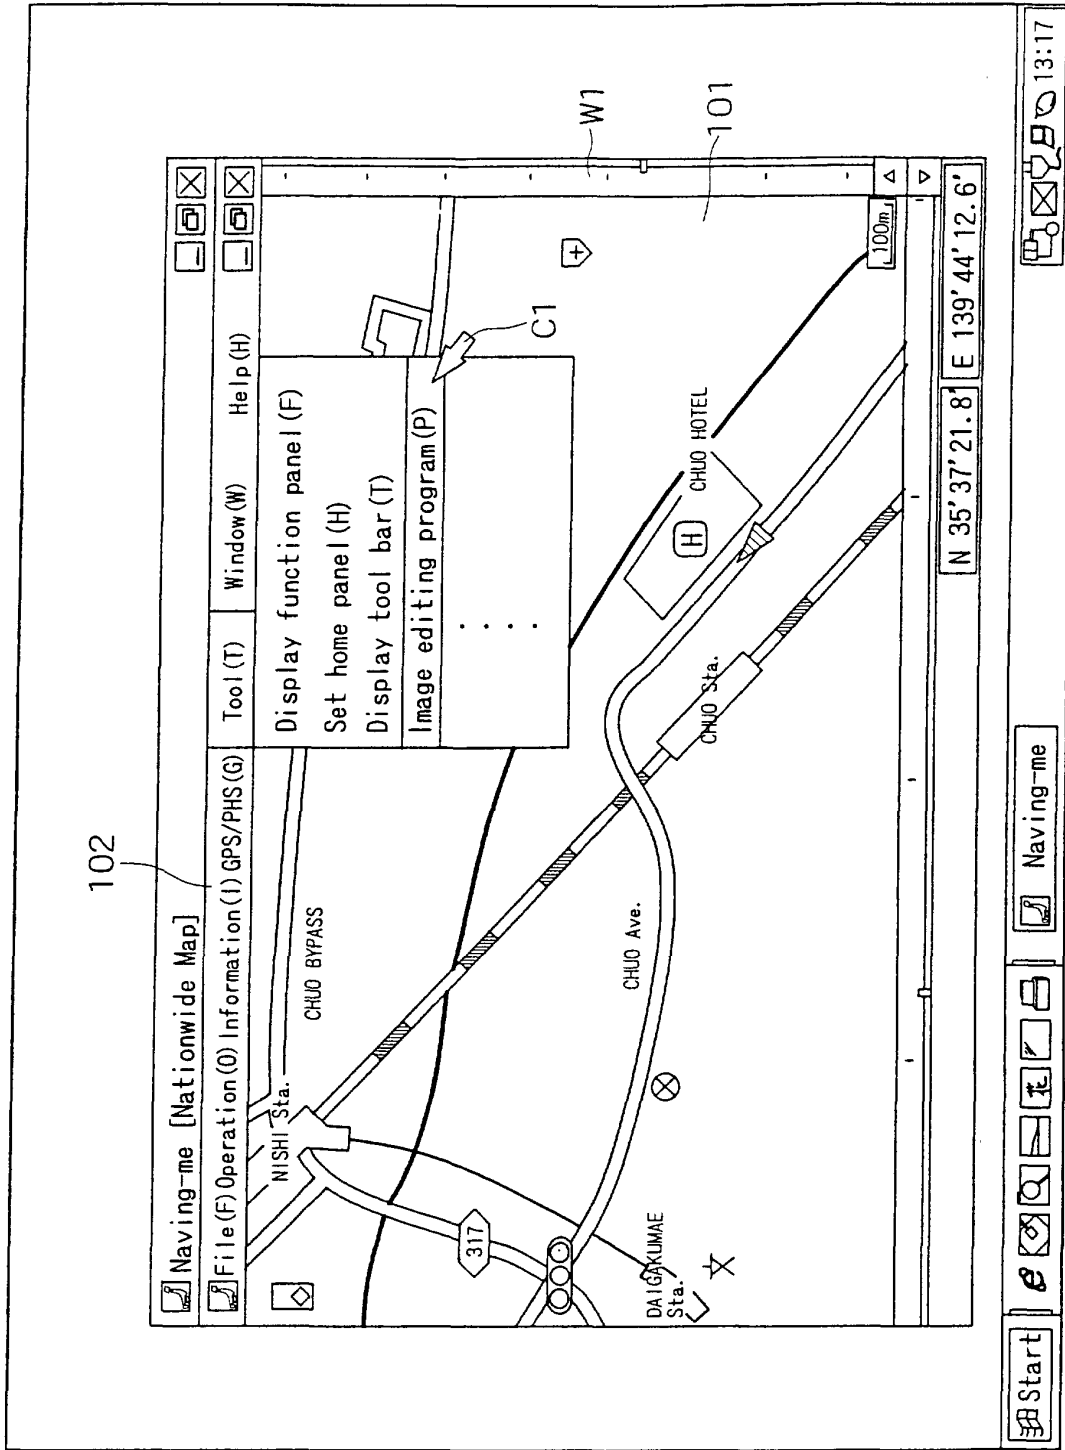 102
Naving-me [Nationwide Map]
File(F) Operation(O) Information(I) GPS/PHS(G) Tool(T) Window(W) Help(H)
Display function panel(F)
Set home panel(H)
Display tool bar(T)
Image editing program(P)
. . . .
C1
W1
101
NISHI Sta.
CHUO BYPASS
317
CHUO Ave.
CHUO Sta.
H
CHUO HOTEL
DAIGAKUMAE
Sta.
100m
N 35' 37' 21.8' E 139' 44' 12.6'
Start
花
Naving-me
13:17